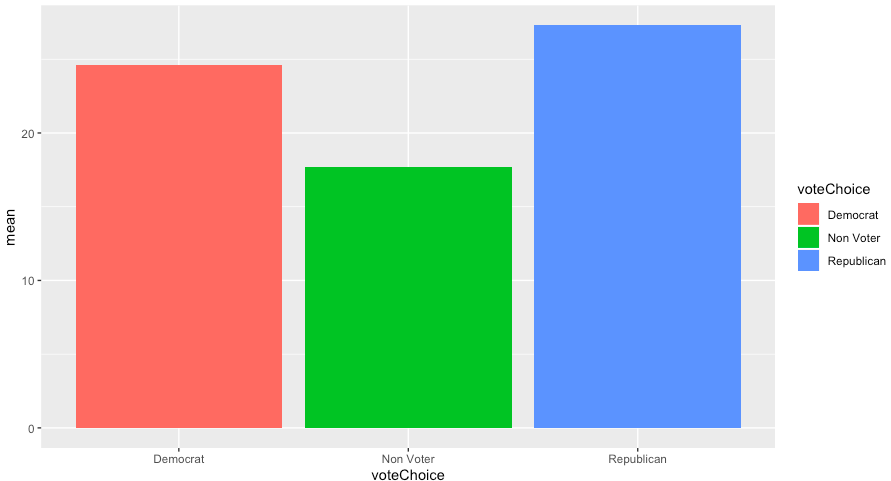 mean
20
10
0
Democrat
Non Voter
Republican
voteChoice
voteChoice
Democrat
Non Voter
Republican